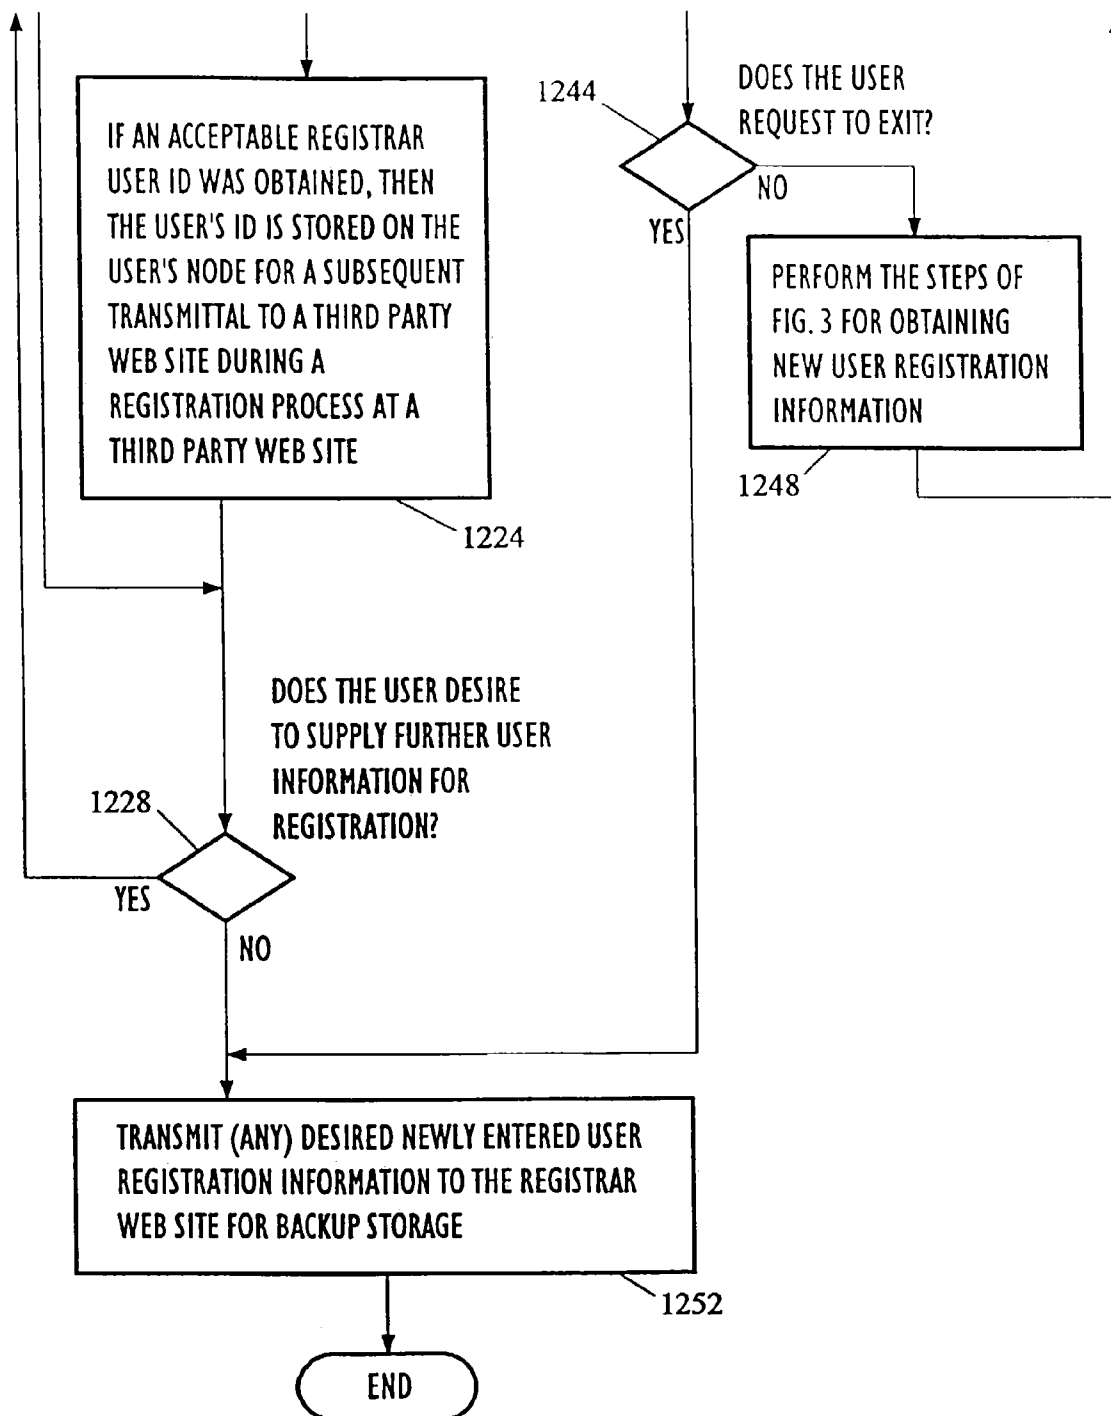 IF AN ACCEPTABLE REGISTRAR
USER ID WAS OBTAINED, THEN
THE USER'S ID IS STORED ON THE
USER'S NODE FOR A SUBSEQUENT
TRANSMITTAL TO A THIRD PARTY
WEB SITE DURING A
REGISTRATION PROCESS AT A
THIRD PARTY WEB SITE
1224
1244
DOES THE USER
REQUEST TO EXIT?
NO
YES
PERFORM THE STEPS OF
FIG. 3 FOR OBTAINING
NEW USER REGISTRATION
INFORMATION
1248
DOES THE USER DESIRE
TO SUPPLY FURTHER USER
INFORMATION FOR
REGISTRATION?
1228
YES
NO
TRANSMIT (ANY) DESIRED NEWLY ENTERED USER
REGISTRATION INFORMATION TO THE REGISTRAR
WEB SITE FOR BACKUP STORAGE
1252
END